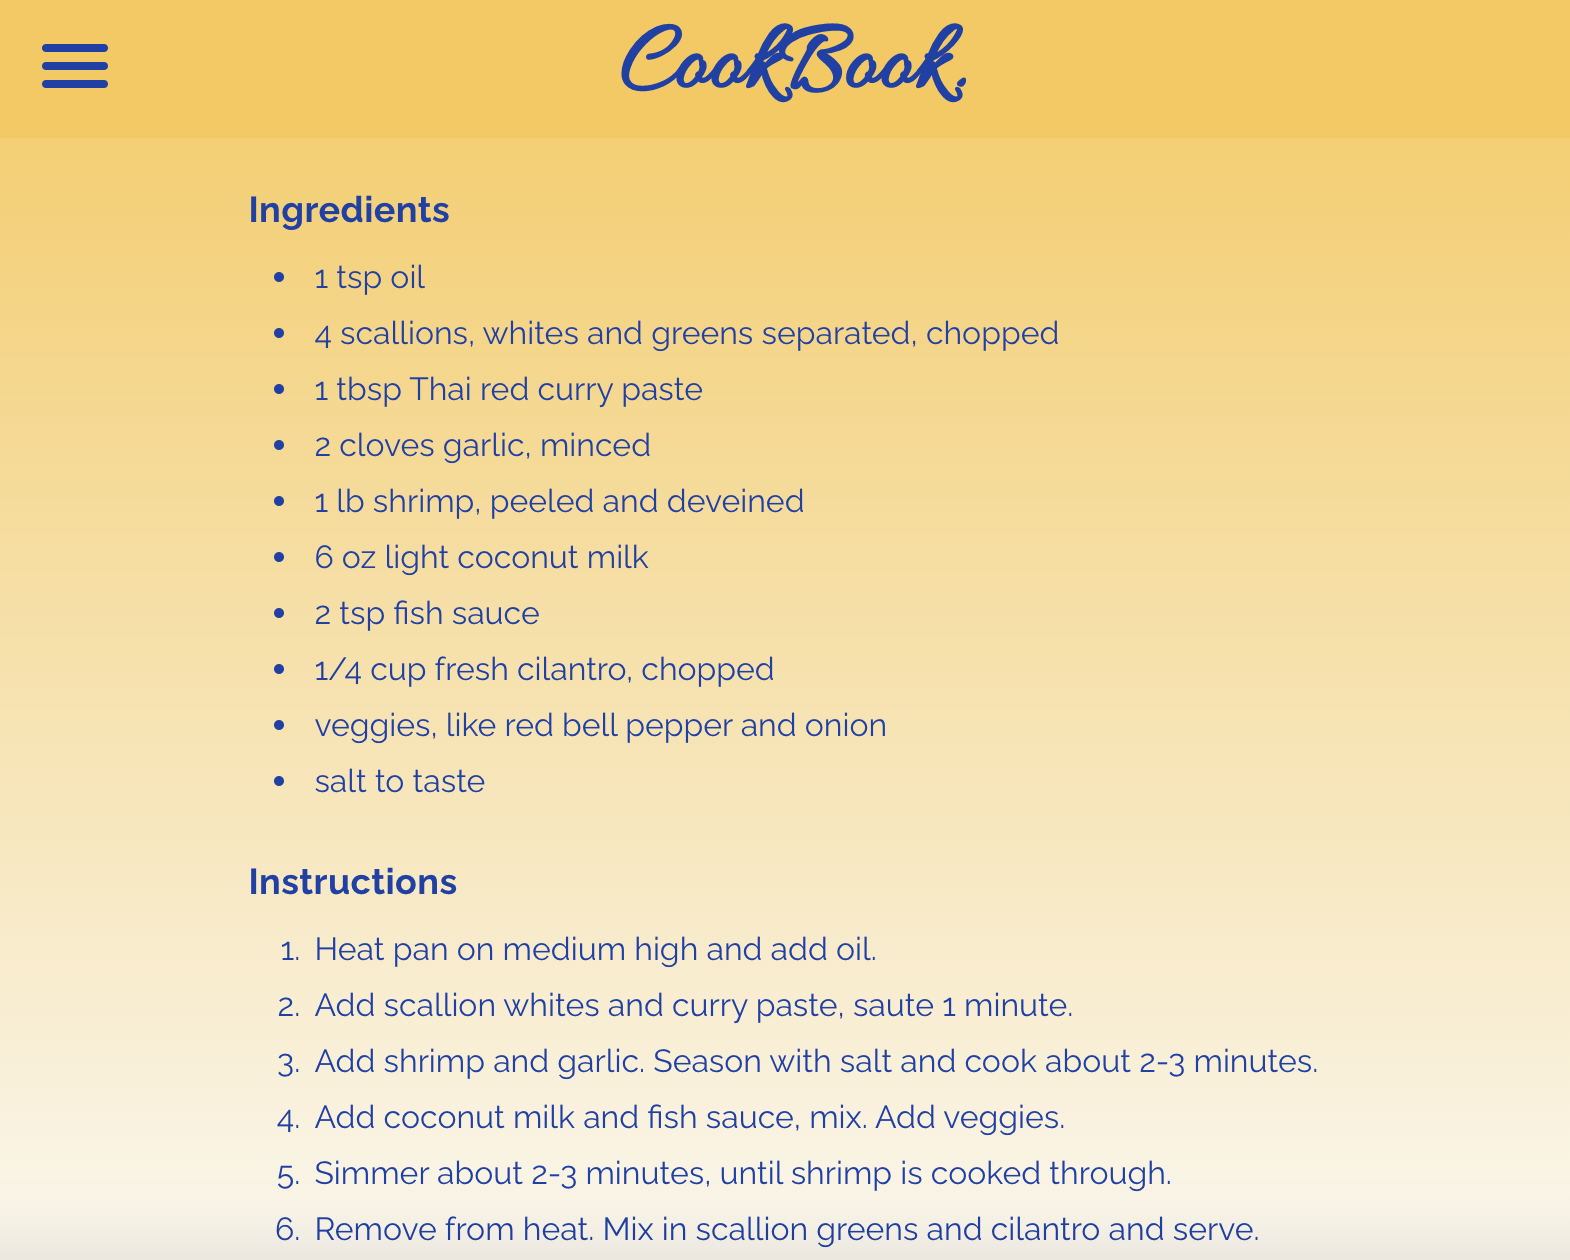 CookBook.
Ingredients
• 1 tsp oil
• 4 scallions, whites and greens separated, chopped
• 1 tbsp Thai red curry paste
• 2 cloves garlic, minced
• 1 lb shrimp, peeled and deveined
• 6 oz light coconut milk
• 2 tsp fish sauce
• 1/4 cup fresh cilantro, chopped
• veggies, like red bell pepper and onion
• salt to taste
Instructions
1. Heat pan on medium high and add oil.
2. Add scallion whites and curry paste, saute 1 minute.
3. Add shrimp and garlic. Season with salt and cook about 2-3 minutes.
4. Add coconut milk and fish sauce, mix. Add veggies.
5. Simmer about 2-3 minutes, until shrimp is cooked through.
6. Remove from heat. Mix in scallion greens and cilantro and serve.